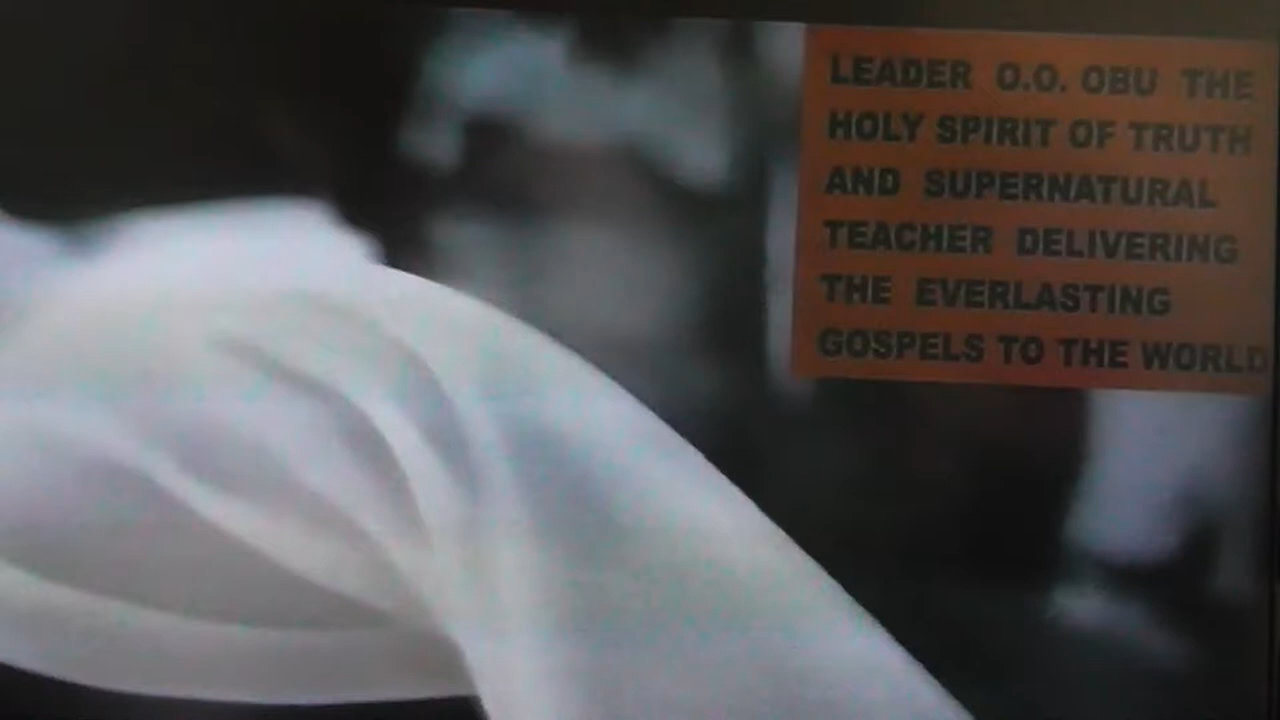 LEADER O.O. OBU THE
HOLY SPIRIT OF TRUTH
AND SUPERNATURAL
TEACHER DELIVERING
THE EVERLASTING
GOSPELS TO THE WORLD